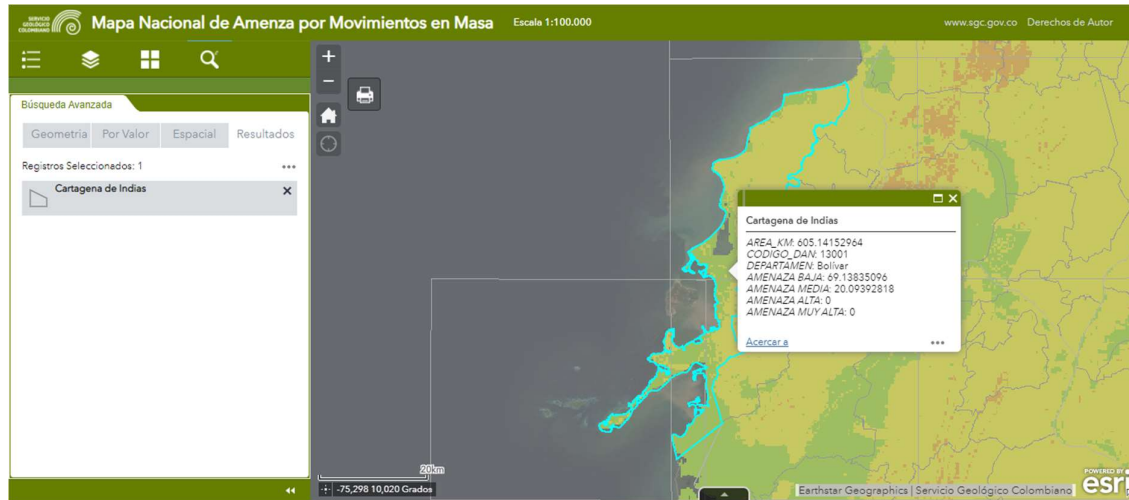 SERVICIO
GEOLÓGICO
COLOMBIANO
Mapa Nacional de Amenza por Movimientos en Masa
Escala 1:100.000
www.sgc.gov.co Derechos de Autor
Búsqueda Avanzada
Geometria Por Valor Espacial Resultados
Registros Seleccionados: 1
Cartagena de Indias
+
−
Cartagena de Indias
AREA_KM: 605.14152964
CODIGO_DAN: 13001
DEPARTAMEN: Bolívar
AMENAZA BAJA: 69.13835096
AMENAZA MEDIA: 20.09392818
AMENAZA ALTA: 0
AMENAZA MUY ALTA: 0
Acercar a
20km
-75,298 10,020 Grados
Earthstar Geographics | Servicio Geológico Colombiano
POWERED BY
esri